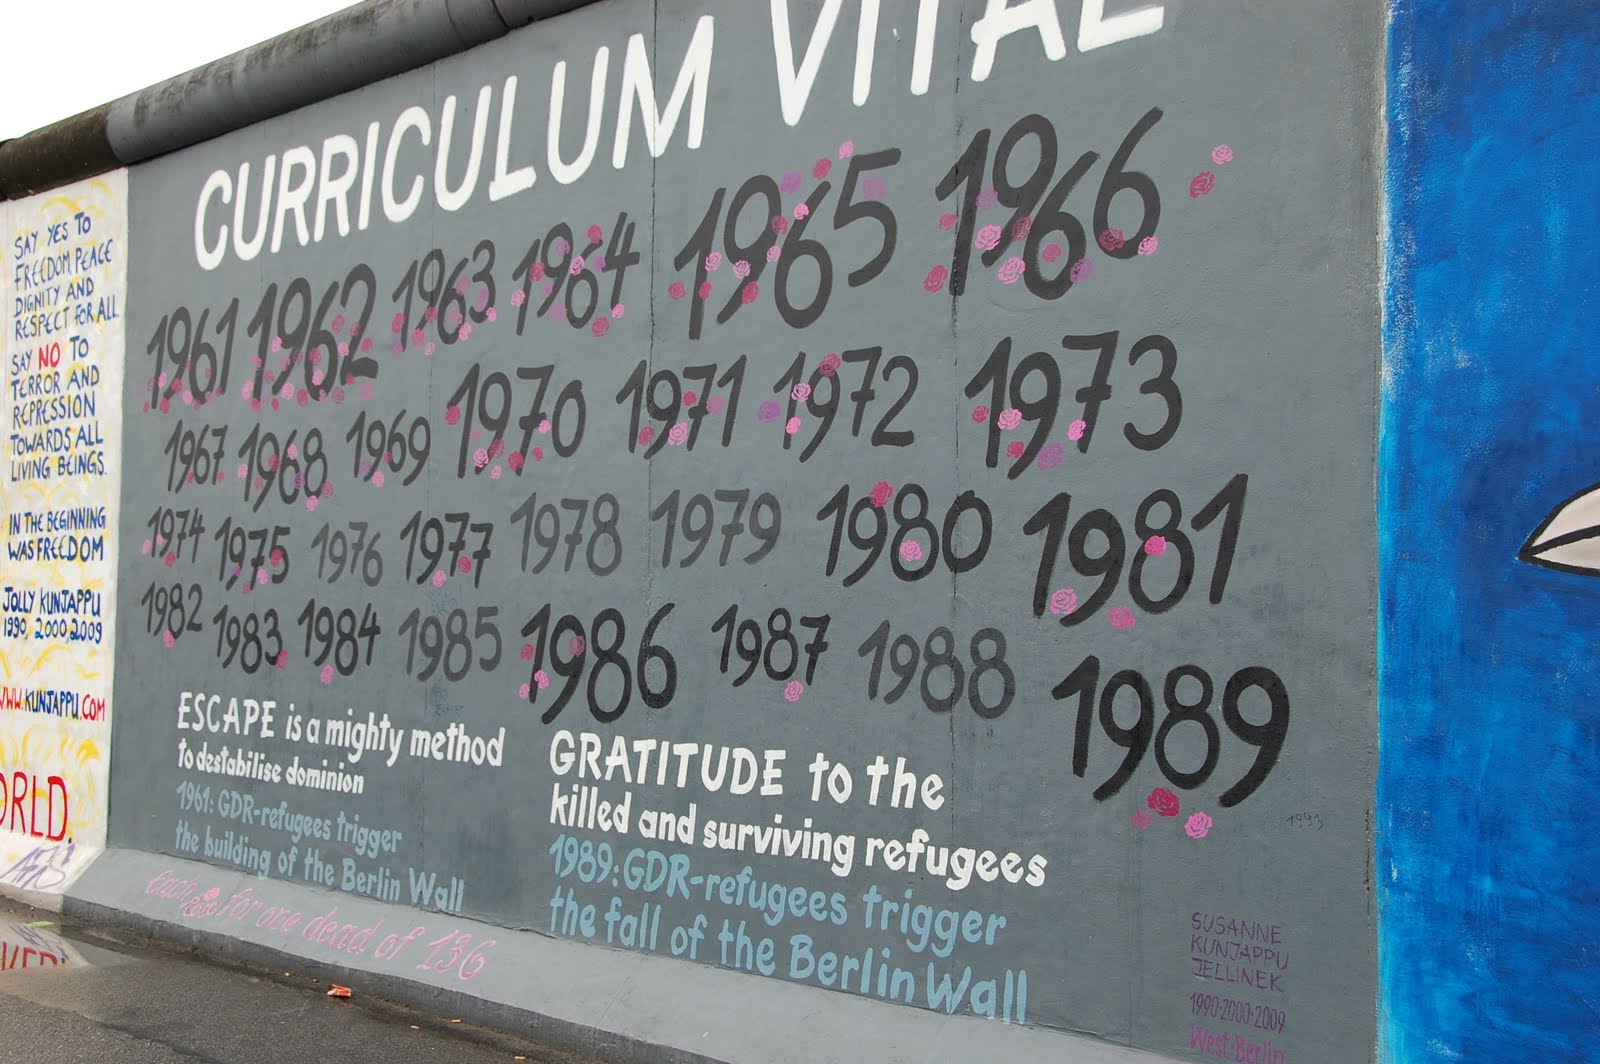 SAY YES TO
FREEDOM, PEACE
DIGNITY AND
RESPECT FOR ALL
SAY NO TO
TERROR AND
REPRESSION
TOWARDS ALL
LIVING BEINGS.
IN THE BEGINNING
WAS FREEDOM
JOLLY KUNJAPPU
1990, 2000, 2009
WWW.KUNJAPPU.COM
ORLD.
CURRICULUM VITAE
1961 1962 1963 1964 1965 1966
1967 1968 1969 1970 1971 1972 1973
1974 1975 1976 1977 1978 1979 1980 1981
1982 1983 1984 1985 1986 1987 1988 1989
1993
ESCAPE is a mighty method
to destabilise dominion
1961: GDR-refugees trigger
the building of the Berlin Wall
GRATITUDE to the
killed and surviving refugees
1989: GDR-refugees trigger
the fall of the Berlin Wall
Each Rose for one dead of 136
SUSANNE
KUNJAPPU
JELLINEK
1990·2000·2009
West-Berlin